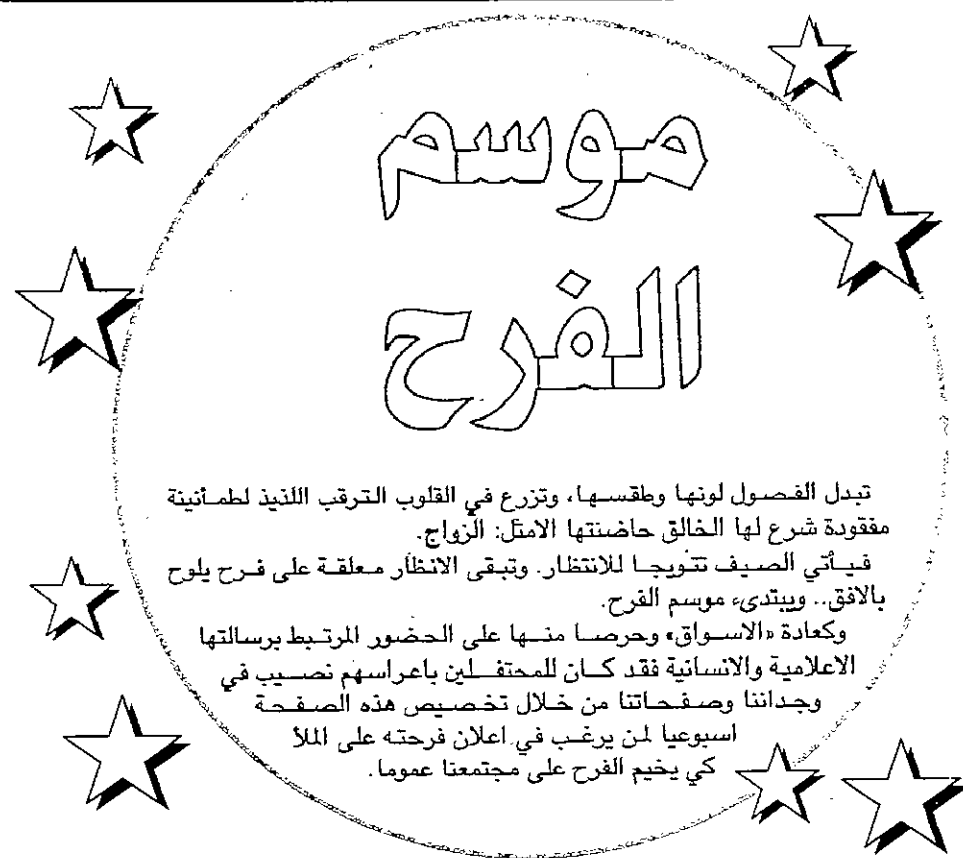 موسم
الفرح
تبدل الفصول لونها وطقسها، وتزرع في القلوب الترقب اللذيذ لطمأنينة
مفقودة شرع لها الخالق حاضنتها الامثل: الزواج.
فيأتي الصيف تتويجا للانتظار. وتبقى الانظار معلقة على فرح يلوح
بالافق.. ويبتدىء موسم الفرح.
وكعادة «الاسواق» وحرصا منها على الحضور المرتبط برسالتها
الاعلامية والانسانية فقد كان للمحتفلين باعراسهم نصيب في
وجداننا وصفحاتنا من خلال تخصيص هذه الصفحة
اسبوعيا لمن يرغب في اعلان فرحته على الملأ
كي يخيم الفرح على مجتمعنا عموما.